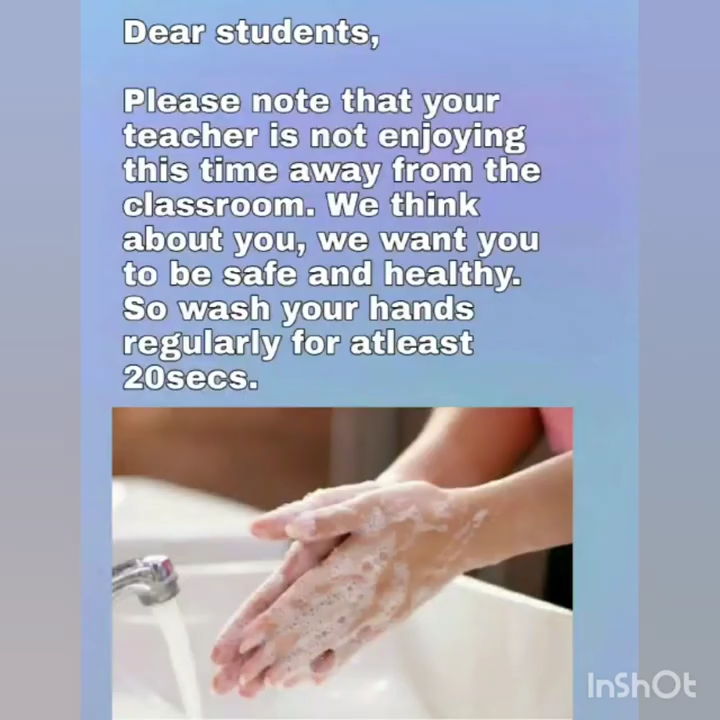 Dear students,
Please note that your
teacher is not enjoying
this time away from the
classroom. We think
about you, we want you
to be safe and healthy.
So wash your hands
regularly for atleast
20secs.
InShOt